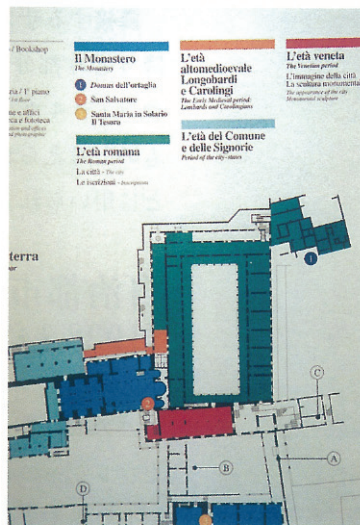 Bookshop
1° piano
e uffici
e fototeca
terra
Il Monastero
The Monastery
1 Domus dell'ortaglia
2 San Salvatore
Santa Maria in Solario
Il Tesoro
L'età romana
The Roman period
La città - The city
Le iscrizioni - Inscriptions
L'età
altomedioevale
Longobardi
e Carolingi
The Early Medieval period:
Lombards and Carolingians
L'età del Comune
e delle Signorie
Period of the city-states
L'età veneta
The Venetian period
L'immagine della città
La scultura monumenta
The appearance of the city
Monumental sculpture
1
2
C
A
B
D